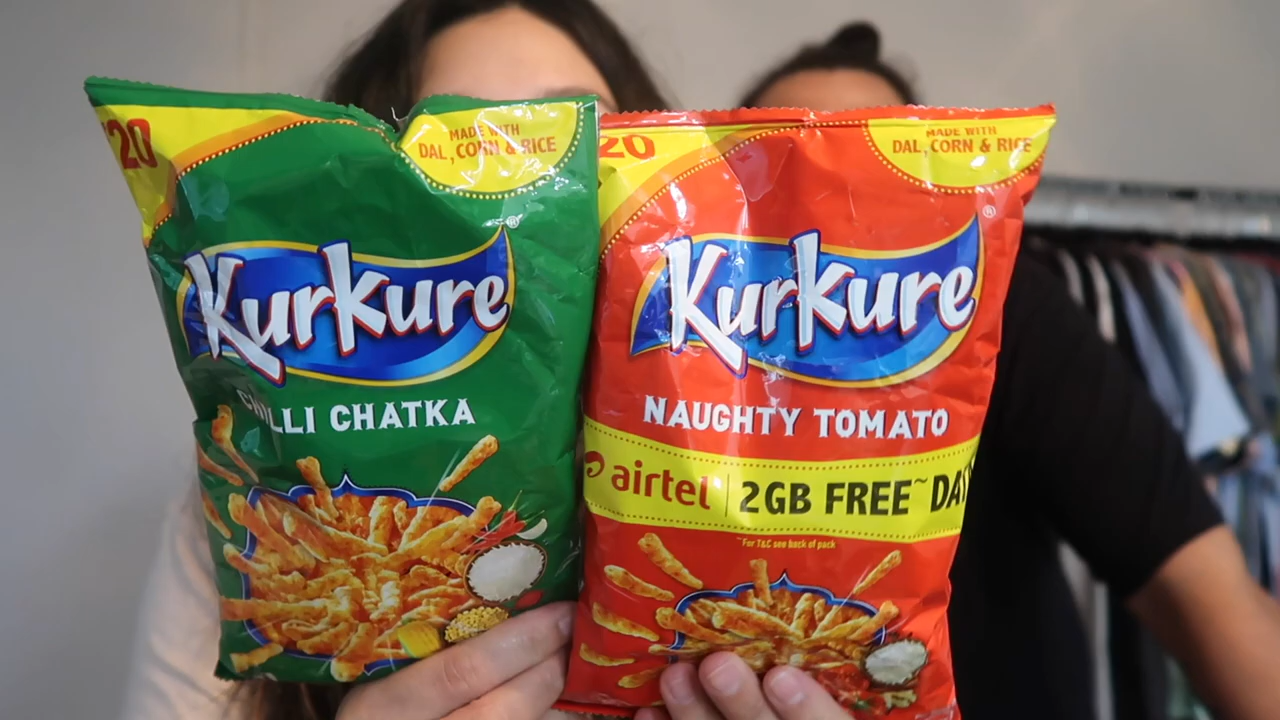 20
MADE WITH
DAL, CORN & RICE
Kurkure
®
CHILLI CHATKA
20
MADE WITH
DAL, CORN & RICE
Kurkure
®
NAUGHTY TOMATO
airtel 2GB FREE~
~For T&C see back of pack